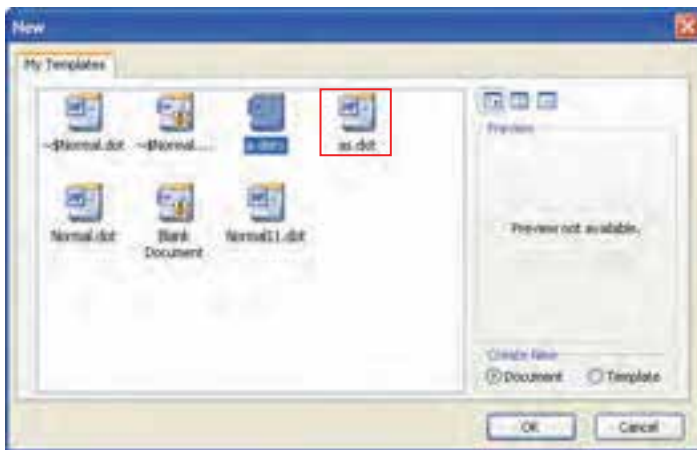 New
My Templates
~$Normal.dot
~$Normal....
as.dot
Normal.dot
Blank
Document
Normal11.dot
Preview
Preview not available.
Create New
Document
Template
OK
Cancel